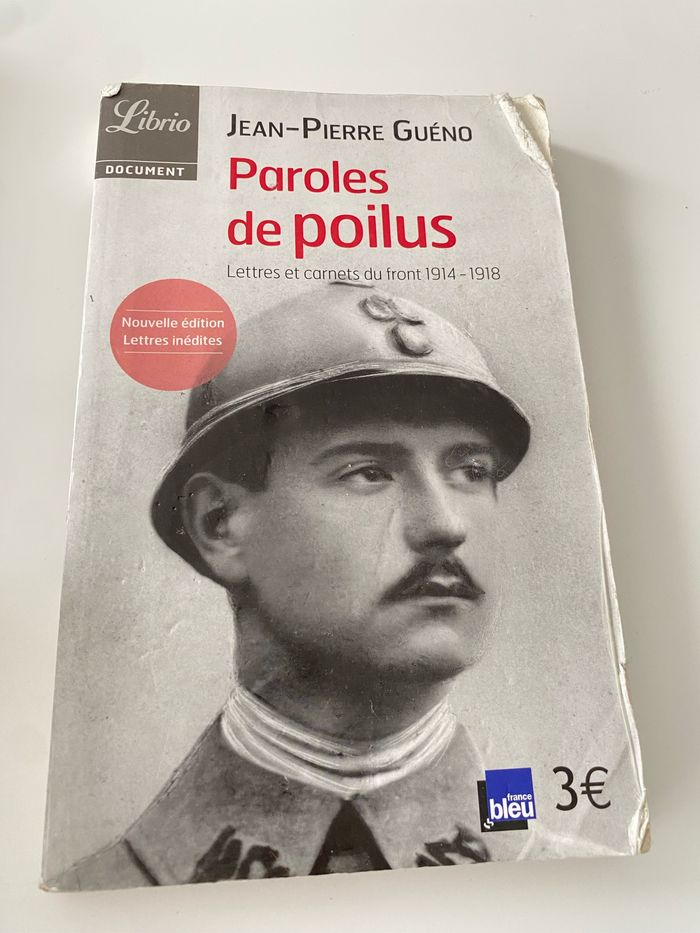 Librio
DOCUMENT
JEAN-PIERRE GUÉNO
Paroles
de poilus
Lettres et carnets du front 1914-1918
Nouvelle édition
Lettres inédites
france
bleu
3€